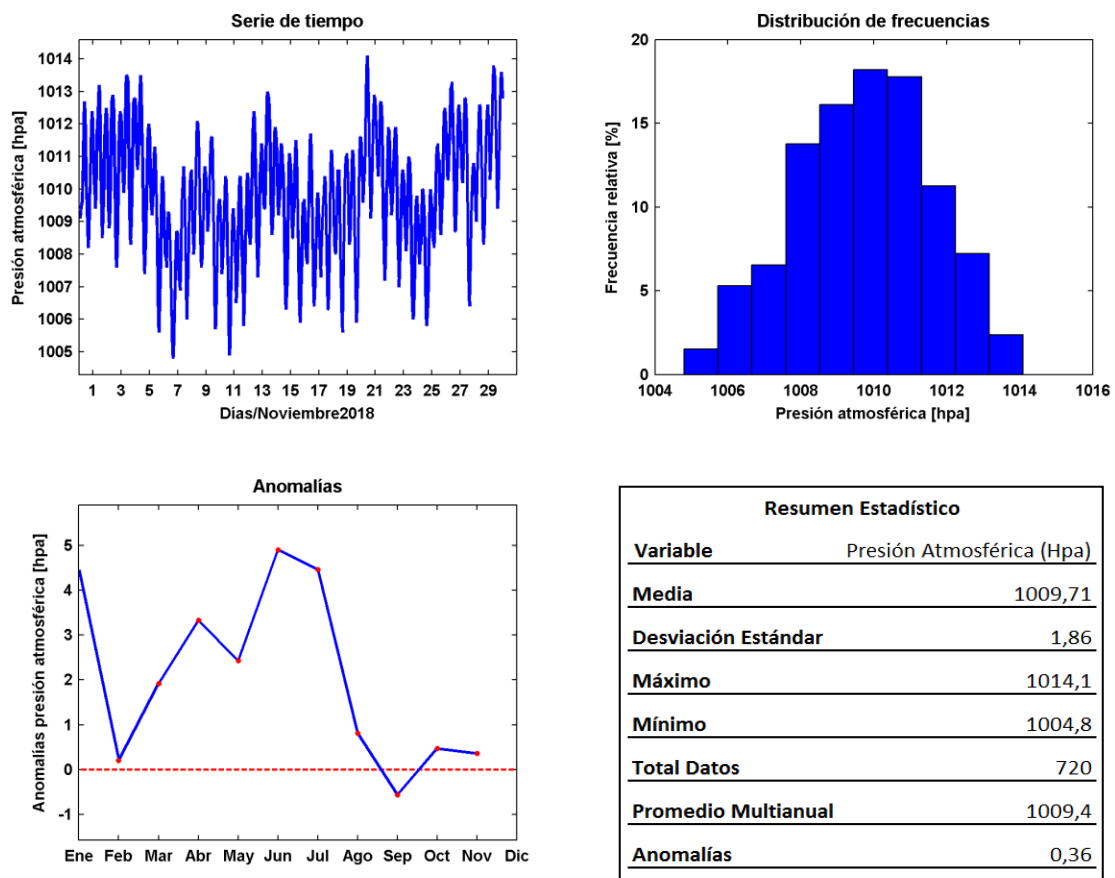 Serie de tiempo
Presión atmosférica [hpa]
1014
1013
1012
1011
1010
1009
1008
1007
1006
1005
1 3 5 7 9 11 13 15 17 19 21 23 25 27 29
Días/Noviembre2018
Distribución de frecuencias
Frecuencia relativa [%]
20
15
10
5
0
1004 1006 1008 1010 1012 1014 1016
Presión atmosférica [hpa]
Anomalías
Anomalías presión atmosférica [hpa]
5
4
3
2
1
0
-1
Ene Feb Mar Abr May Jun Jul Ago Sep Oct Nov Dic
Resumen Estadístico
Variable Presión Atmosférica (Hpa)
Media 1009,71
Desviación Estándar 1,86
Máximo 1014,1
Mínimo 1004,8
Total Datos 720
Promedio Multianual 1009,4
Anomalías 0,36